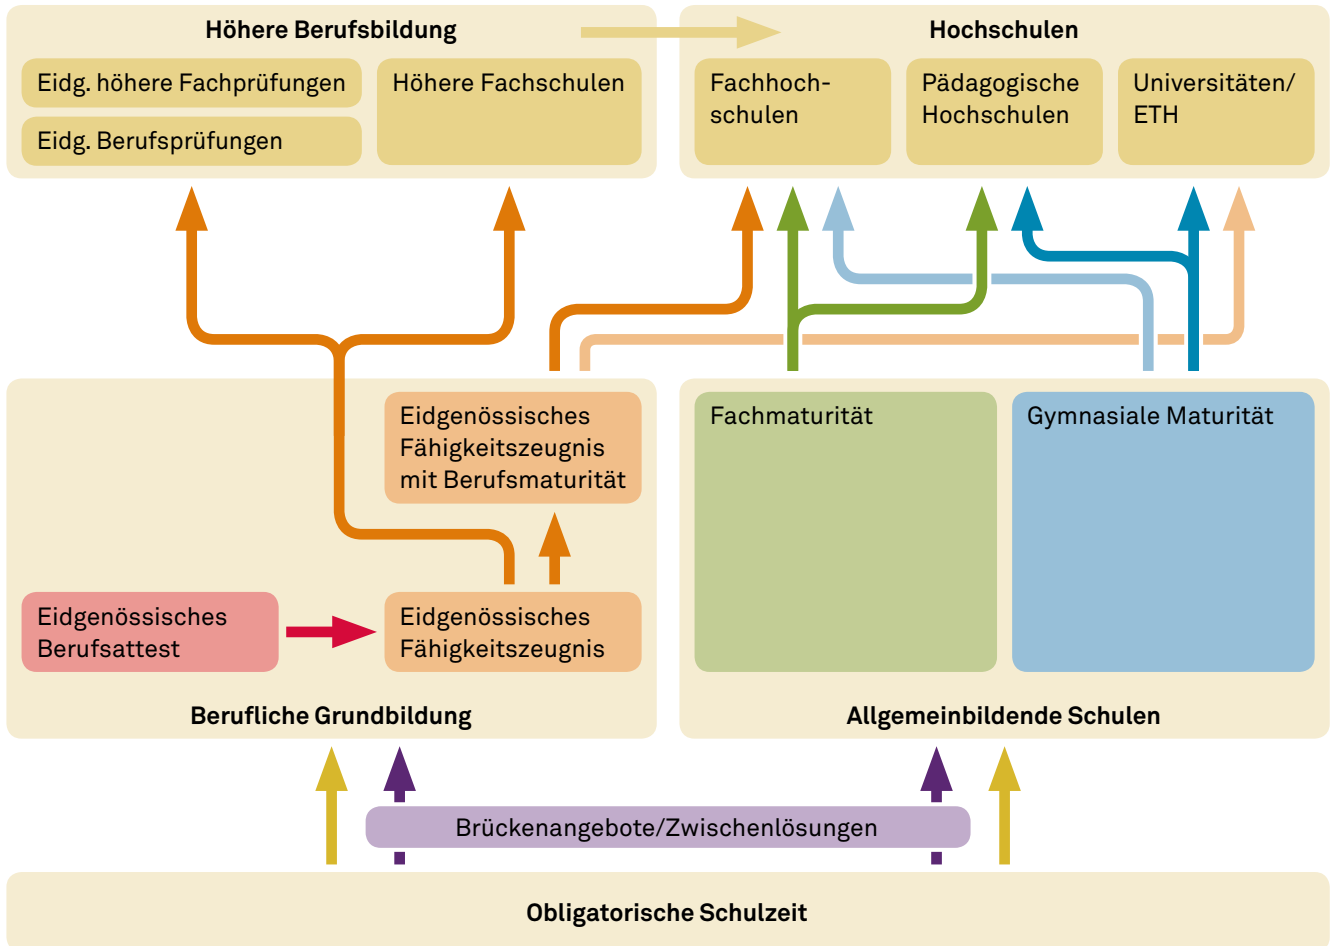 Höhere Berufsbildung
Eidg. höhere Fachprüfungen
Eidg. Berufsprüfungen
Höhere Fachschulen
Hochschulen
Fachhoch-
schulen
Pädagogische
Hochschulen
Universitäten/
ETH
Eidgenössisches
Fähigkeitszeugnis
mit Berufsmaturität
Eidgenössisches
Berufsattest
Eidgenössisches
Fähigkeitszeugnis
Berufliche Grundbildung
Fachmaturität
Gymnasiale Maturität
Allgemeinbildende Schulen
Brückenangebote/Zwischenlösungen
Obligatorische Schulzeit